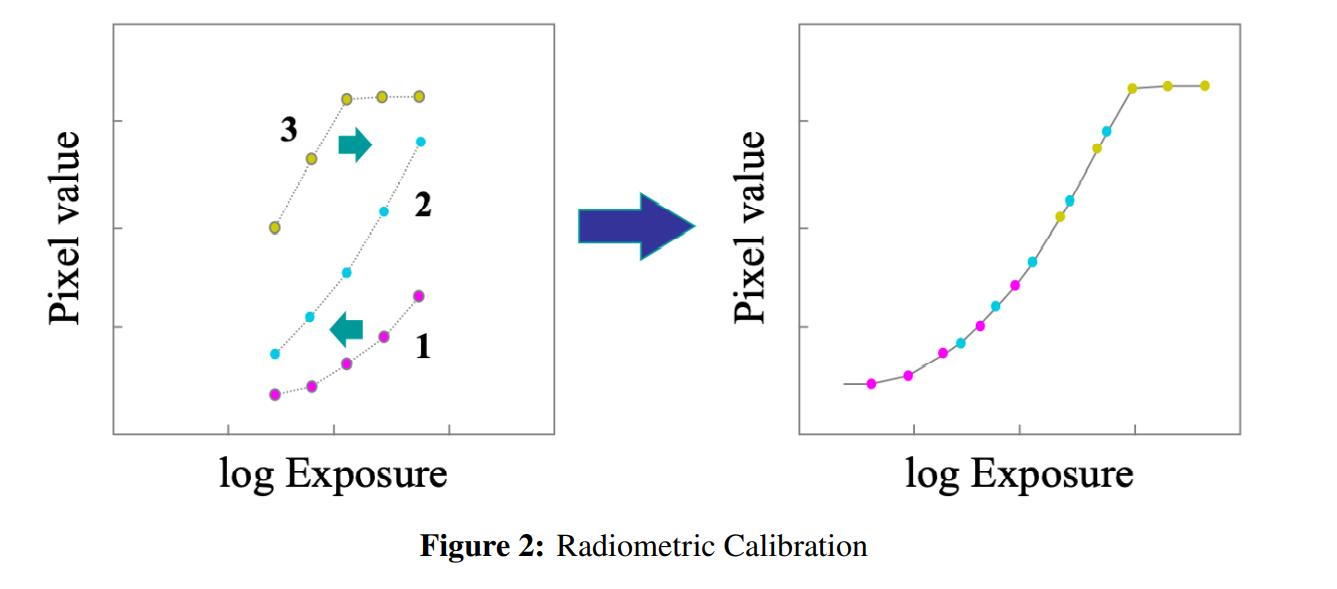 3
2
1
Pixel value
log Exposure
Pixel value
log Exposure
Figure 2: Radiometric Calibration